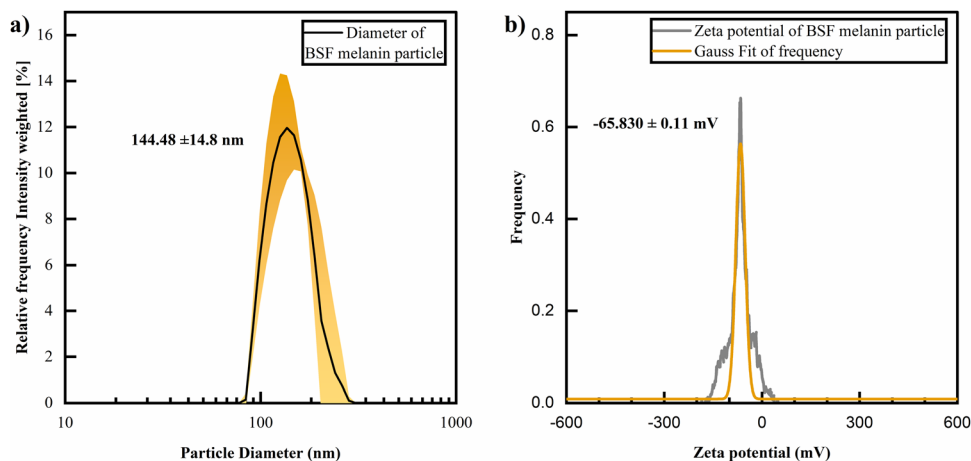 a)
Relative frequency Intensity weighted [%]
16
14
12
10
8
6
4
2
0
Diameter of
BSF melanin particle
144.48 ±14.8 nm
10
100
1000
Particle Diameter (nm)
b)
Frequency
0.8
0.6
0.4
0.2
0.0
Zeta potential of BSF melanin particle
Gauss Fit of frequency
-65.830 ± 0.11 mV
-600
-300
0
300
600
Zeta potential (mV)